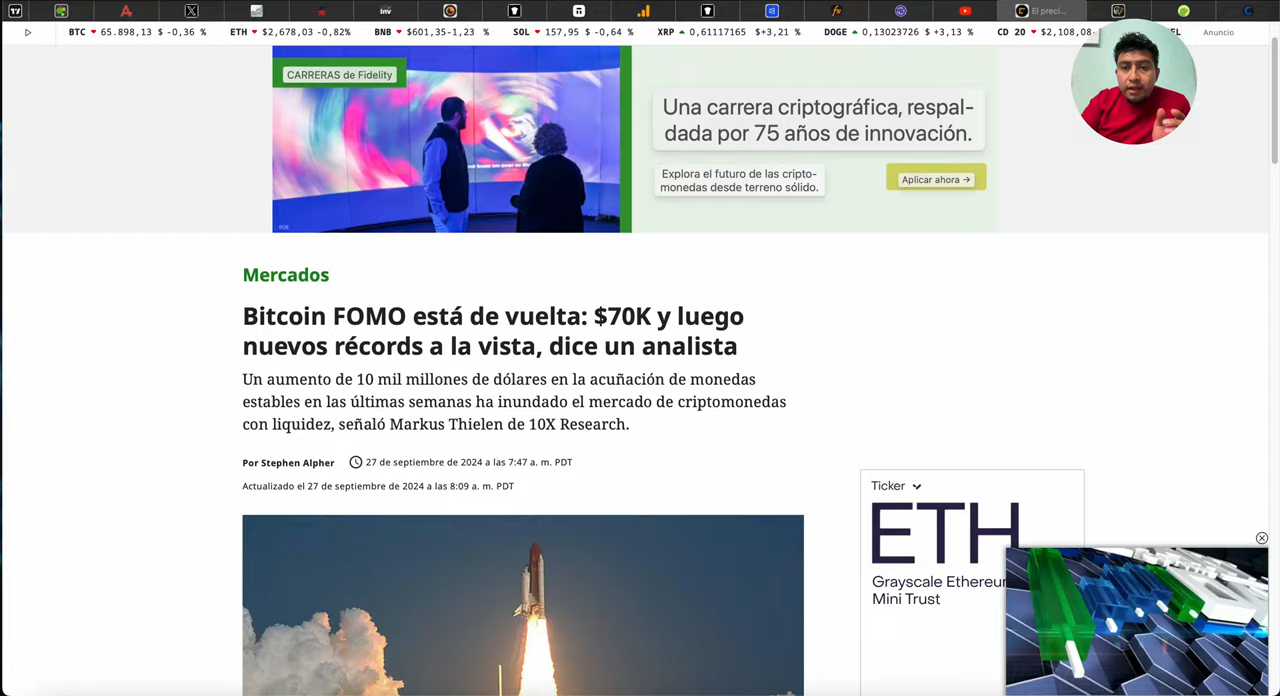 inv
El preci...
BTC 65.898,13 $ -0,36 %
ETH $2,678,03 -0,82%
BNB $601,35-1,23 %
SOL 157,95 $ -0,64 %
XRP 0,61117165 $+3,21 %
DOGE 0,13023726 $ +3,13 %
CD 20 $2,108,08-
Anuncio
CARRERAS de Fidelity
Una carrera criptográfica, respal-
dada por 75 años de innovación.
Explora el futuro de las cripto-
monedas desde terreno sólido.
Aplicar ahora →
Mercados
Bitcoin FOMO está de vuelta: $70K y luego
nuevos récords a la vista, dice un analista
Un aumento de 10 mil millones de dólares en la acuñación de monedas
estables en las últimas semanas ha inundado el mercado de criptomonedas
con liquidez, señaló Markus Thielen de 10X Research.
Por Stephen Alpher 27 de septiembre de 2024 a las 7:47 a. m. PDT
Actualizado el 27 de septiembre de 2024 a las 8:09 a. m. PDT
Ticker
ETH
Grayscale Ethereum
Mini Trust